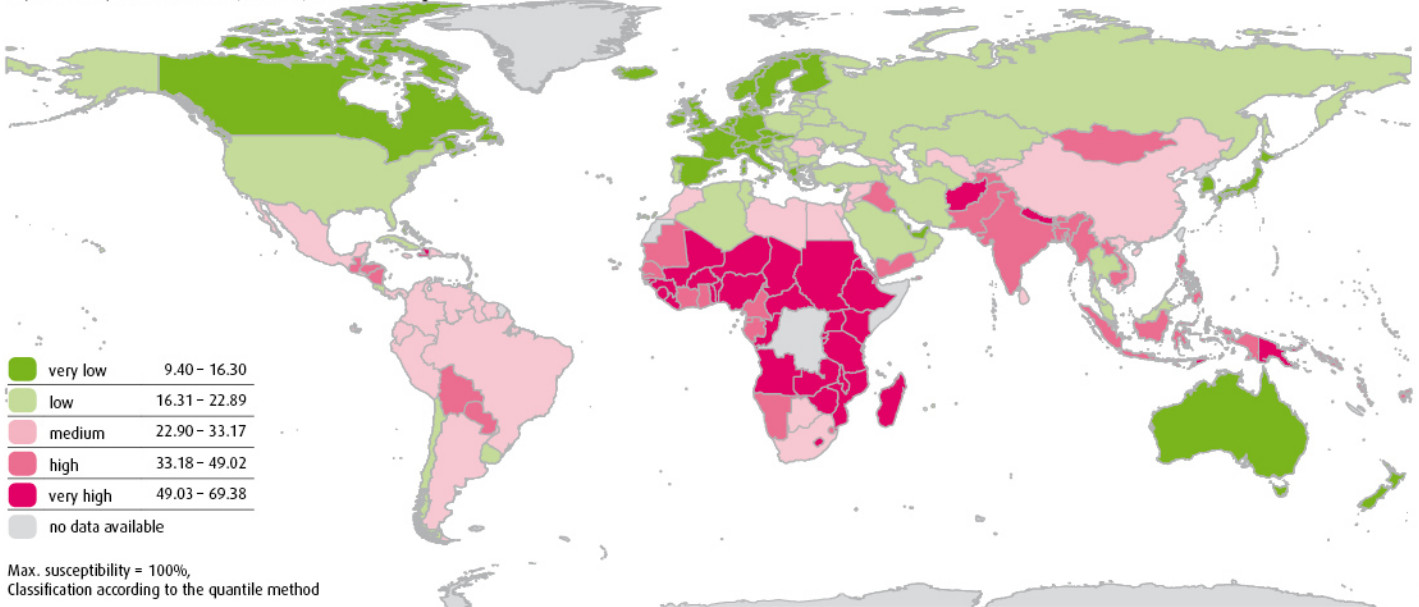 very low 9.40 – 16.30
low 16.31 – 22.89
medium 22.90 – 33.17
high 33.18 – 49.02
very high 49.03 – 69.38
no data available
Max. susceptibility = 100%,
Classification according to the quantile method